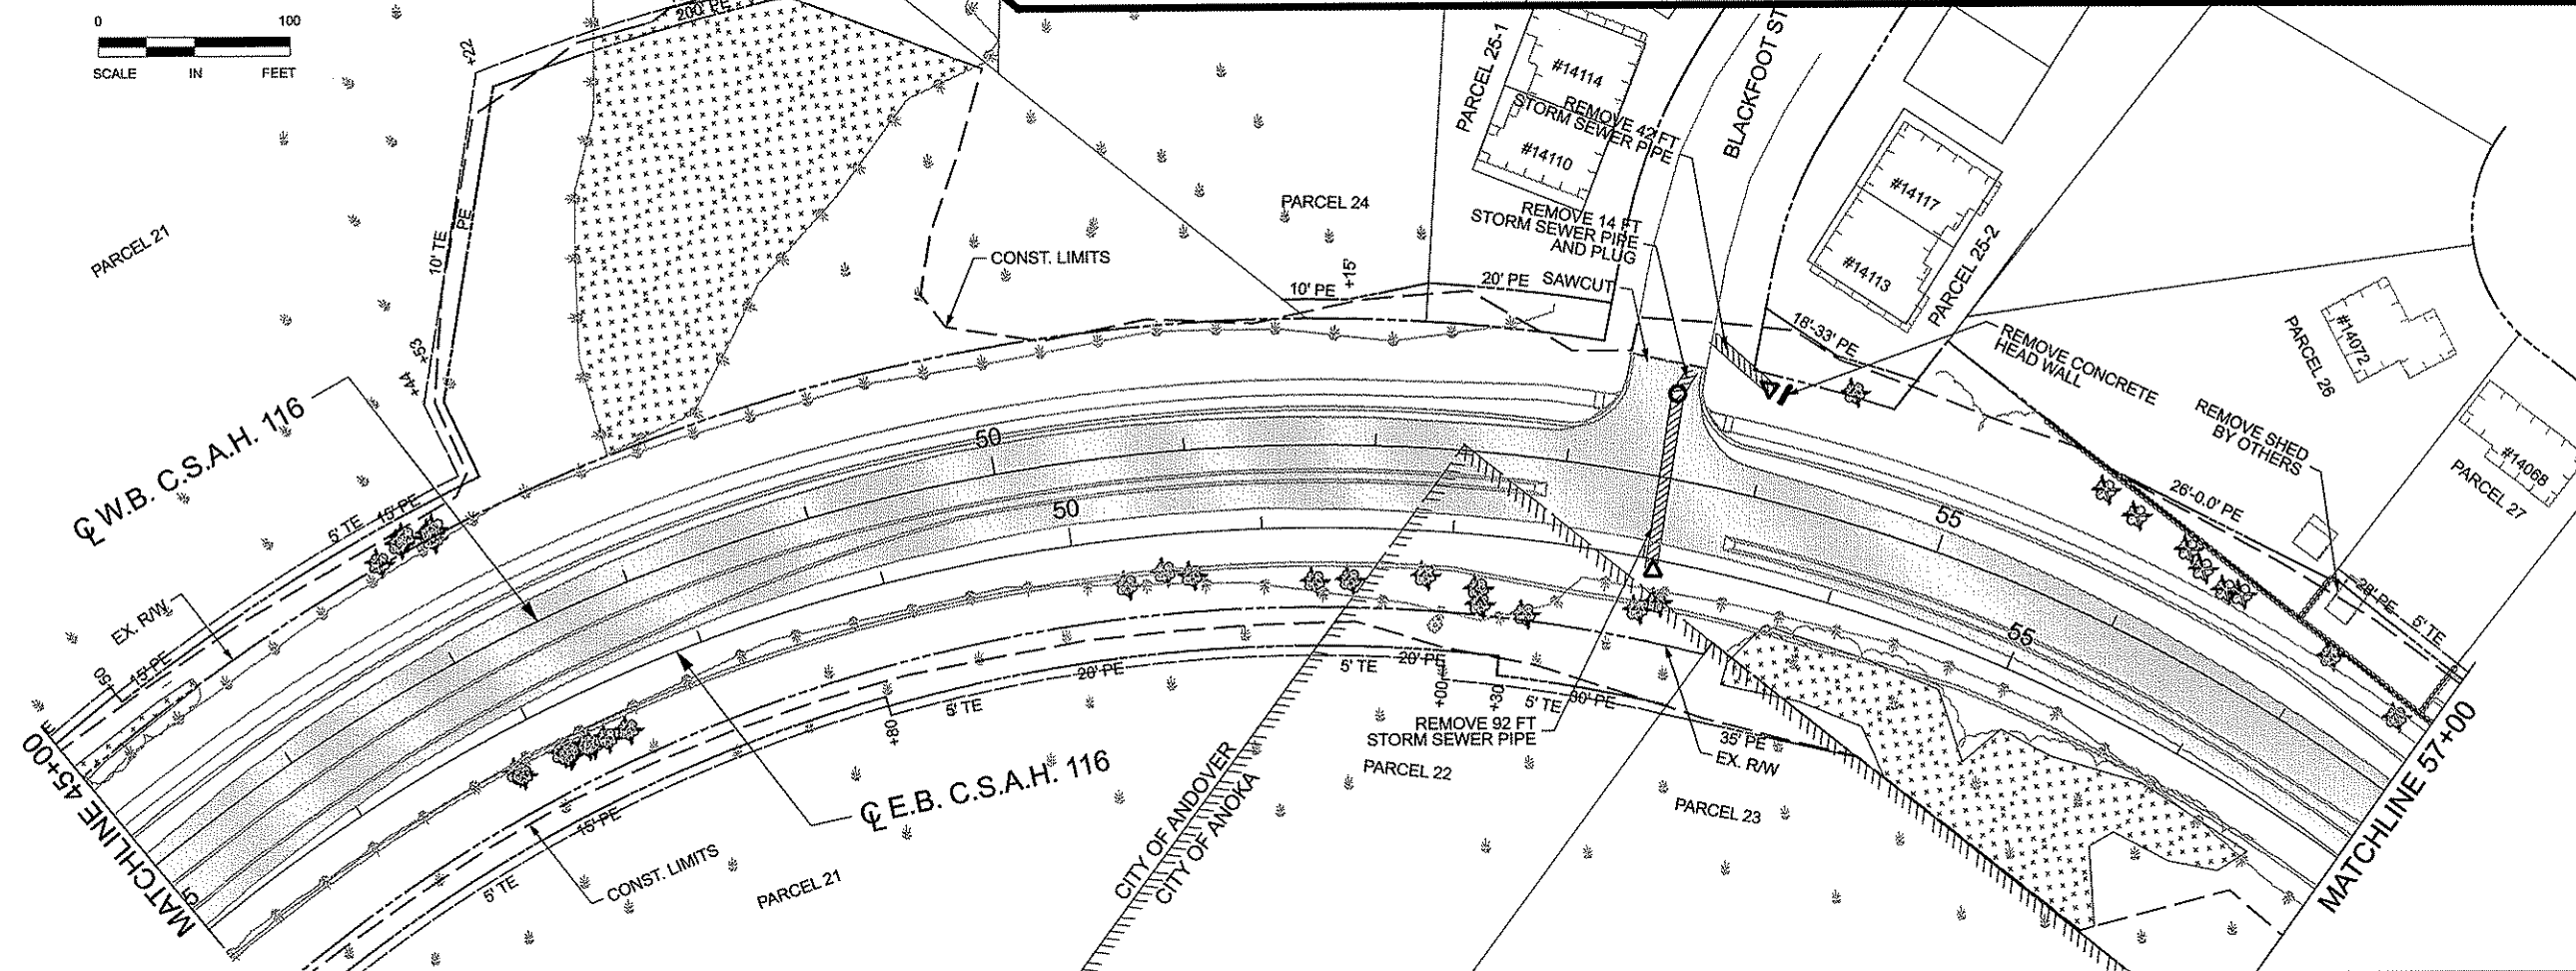 0 100
SCALE IN FEET
+22
200' PE
10' TE
PE
PARCEL 21
+53
+44
CONST. LIMITS
PARCEL 24
10' PE
+15'
20' PE
SAWCUT
PARCEL 25-1
#14114
REMOVE 42 FT
STORM SEWER PIPE
#14110
REMOVE 14 FT
STORM SEWER PIPE
AND PLUG
BLACKFOOT ST
#14117
#14113
PARCEL 25-2
18'-33' PE
REMOVE CONCRETE
HEAD WALL
#14072
PARCEL 26
REMOVE SHED
BY OTHERS
#14068
PARCEL 27
26'-0.0' PE
28' PE
5' TE
℄ W.B. C.S.A.H. 116
5' TE
15' PE
EX. R/W
+50
15' PE
50
50
55
55
MATCHLINE 45+00
MATCHLINE 57+00
20' PE
5' TE
+80
5' TE
20' PE
+00
+30
5' TE
30' PE
35' PE
REMOVE 92 FT
STORM SEWER PIPE
EX. R/W
PARCEL 22
PARCEL 23
℄ E.B. C.S.A.H. 116
CITY OF ANDOVER
CITY OF ANOKA
15' PE
CONST. LIMITS
5' TE
PARCEL 21